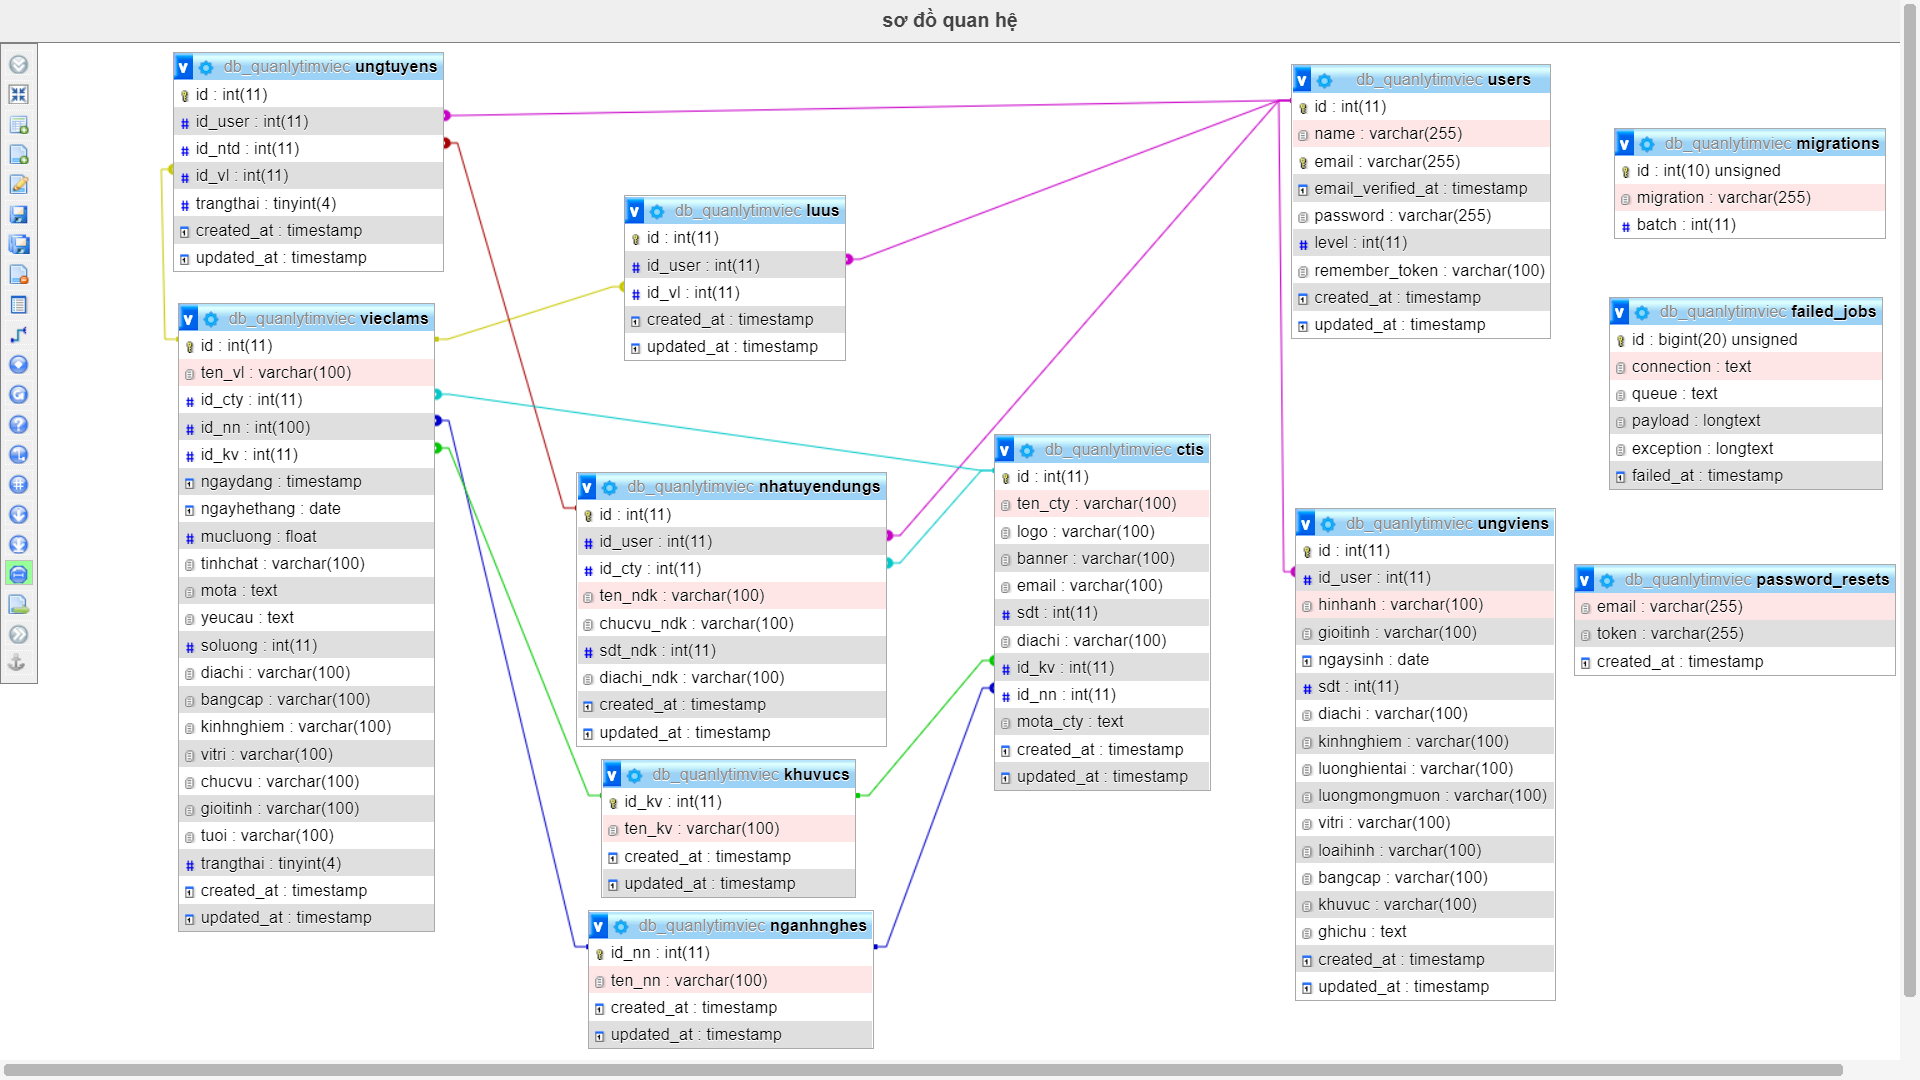 sơ đồ quan hệ
db_quanlytimviec ungtuyens
id : int(11)
id_user : int(11)
id_ntd : int(11)
id_vl : int(11)
trangthai : tinyint(4)
created_at : timestamp
updated_at : timestamp
db_quanlytimviec vieclams
id : int(11)
ten_vl : varchar(100)
id_cty : int(11)
id_nn : int(100)
id_kv : int(11)
ngaydang : timestamp
ngayhethang : date
mucluong : float
tinhchat : varchar(100)
mota : text
yeucau : text
soluong : int(11)
diachi : varchar(100)
bangcap : varchar(100)
kinhnghiem : varchar(100)
vitri : varchar(100)
chucvu : varchar(100)
gioitinh : varchar(100)
tuoi : varchar(100)
trangthai : tinyint(4)
created_at : timestamp
updated_at : timestamp
db_quanlytimviec luus
id : int(11)
id_user : int(11)
id_vl : int(11)
created_at : timestamp
updated_at : timestamp
db_quanlytimviec nhatuyendungs
id : int(11)
id_user : int(11)
id_cty : int(11)
ten_ndk : varchar(100)
chucvu_ndk : varchar(100)
sdt_ndk : int(11)
diachi_ndk : varchar(100)
created_at : timestamp
updated_at : timestamp
db_quanlytimviec khuvucs
id_kv : int(11)
ten_kv : varchar(100)
created_at : timestamp
updated_at : timestamp
db_quanlytimviec nganhnghes
id_nn : int(11)
ten_nn : varchar(100)
created_at : timestamp
updated_at : timestamp
db_quanlytimviec ctis
id : int(11)
ten_cty : varchar(100)
logo : varchar(100)
banner : varchar(100)
email : varchar(100)
sdt : int(11)
diachi : varchar(100)
id_kv : int(11)
id_nn : int(11)
mota_cty : text
created_at : timestamp
updated_at : timestamp
db_quanlytimviec users
id : int(11)
name : varchar(255)
email : varchar(255)
email_verified_at : timestamp
password : varchar(255)
level : int(11)
remember_token : varchar(100)
created_at : timestamp
updated_at : timestamp
db_quanlytimviec ungviens
id : int(11)
id_user : int(11)
hinhanh : varchar(100)
gioitinh : varchar(100)
ngaysinh : date
sdt : int(11)
diachi : varchar(100)
kinhnghiem : varchar(100)
luonghientai : varchar(100)
luongmongmuon : varchar(100)
vitri : varchar(100)
loaihinh : varchar(100)
bangcap : varchar(100)
khuvuc : varchar(100)
ghichu : text
created_at : timestamp
updated_at : timestamp
db_quanlytimviec migrations
id : int(10) unsigned
migration : varchar(255)
batch : int(11)
db_quanlytimviec failed_jobs
id : bigint(20) unsigned
connection : text
queue : text
payload : longtext
exception : longtext
failed_at : timestamp
db_quanlytimviec password_resets
email : varchar(255)
token : varchar(255)
created_at : timestamp